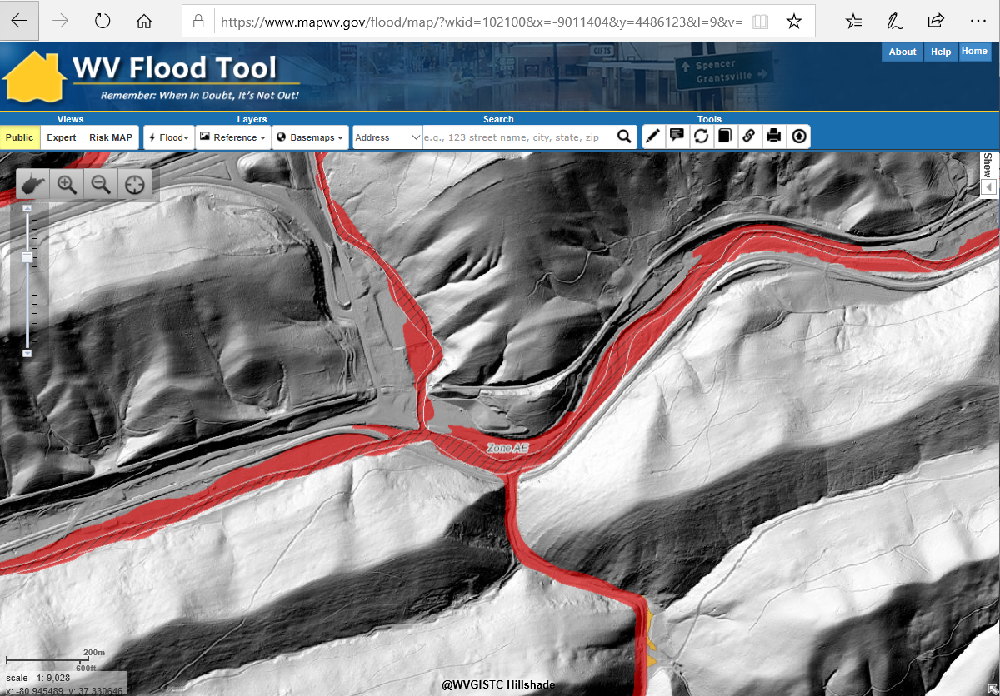 https://www.mapwv.gov/flood/map/?wkid=102100&x=-9011404&y=4486123&l=9&v=
WV Flood Tool
Remember: When In Doubt, It's Not Out!
GIFTS
Spencer
Grantsville
About Help Home
Views Layers Search Tools
Public Expert Risk MAP Flood Reference Basemaps Address e.g., 123 street name, city, state, zip
Show
Zone AE
200m
600ft
scale - 1: 9,028
x: -80.945489, y: 37.330646
@WVGISTC Hillshade